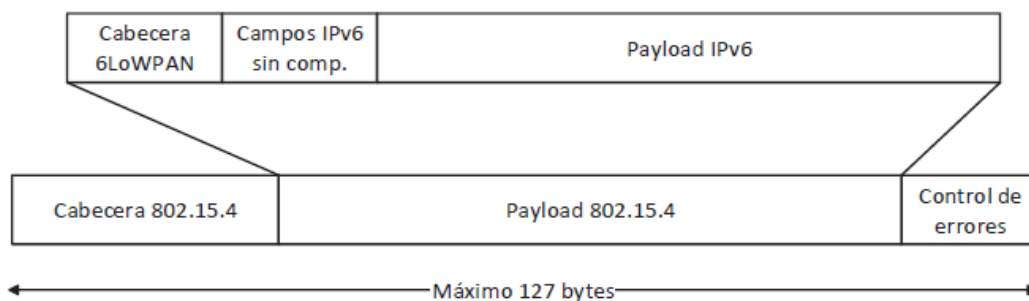 Cabecera
6LoWPAN
Campos IPv6
sin comp.
Payload IPv6
Cabecera 802.15.4
Payload 802.15.4
Control de
errores
Máximo 127 bytes